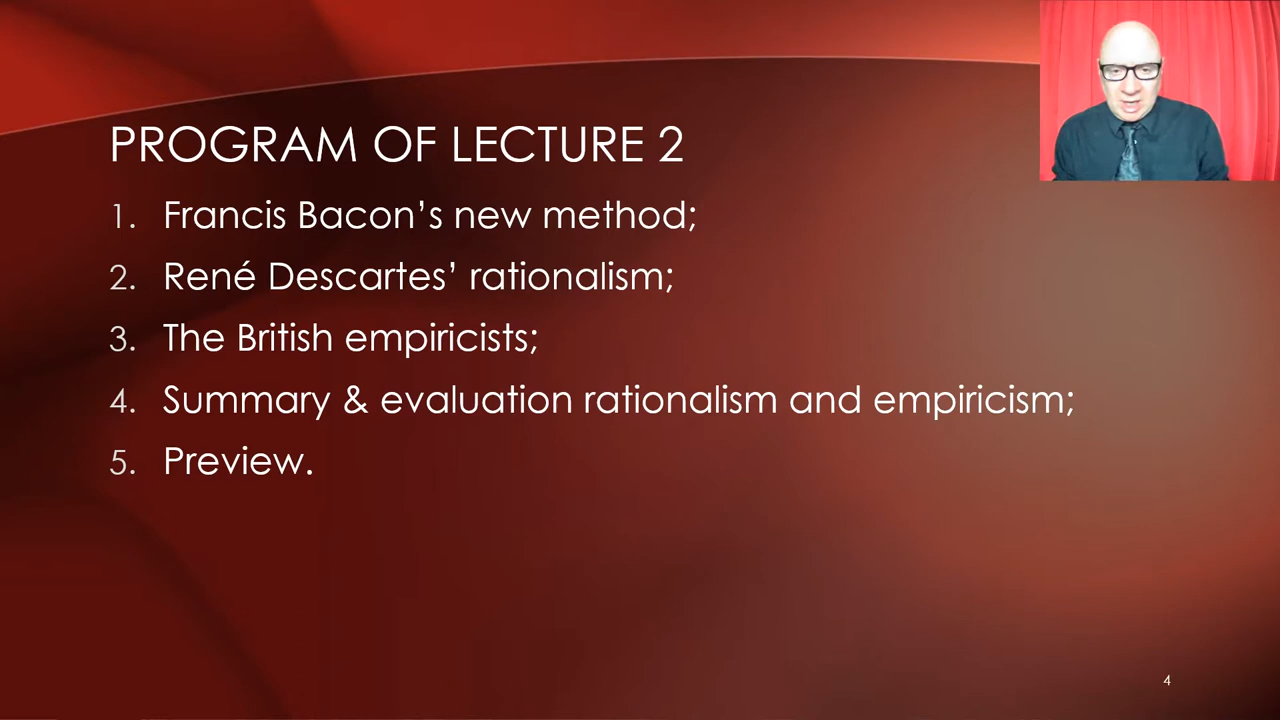 PROGRAM OF LECTURE 2
1. Francis Bacon’s new method;
2. René Descartes’ rationalism;
3. The British empiricists;
4. Summary & evaluation rationalism and empiricism;
5. Preview.
4